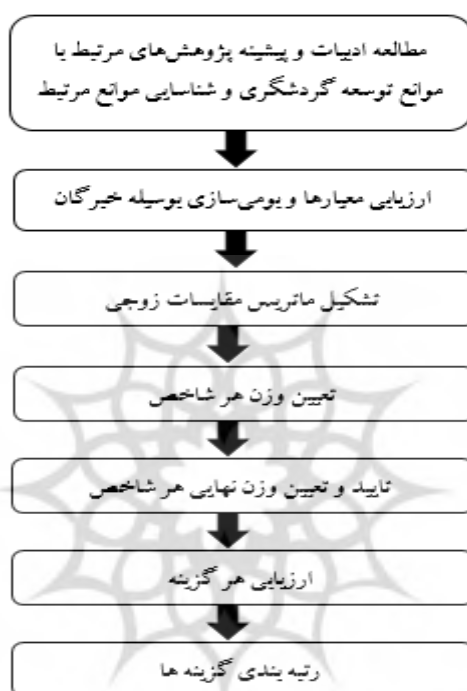 مطالعه ادبیات و پیشینه پژوهش‌های مرتبط با
موانع توسعه گردشگری و شناسایی موانع مرتبط
ارزیابی معیارها و بومی‌سازی بوسیله خبرگان
تشکیل ماتریس مقایسات زوجی
تعیین وزن هر شاخص
تایید و تعیین وزن نهایی هر شاخص
ارزیابی هر گزینه
رتبه بندی گزینه ها